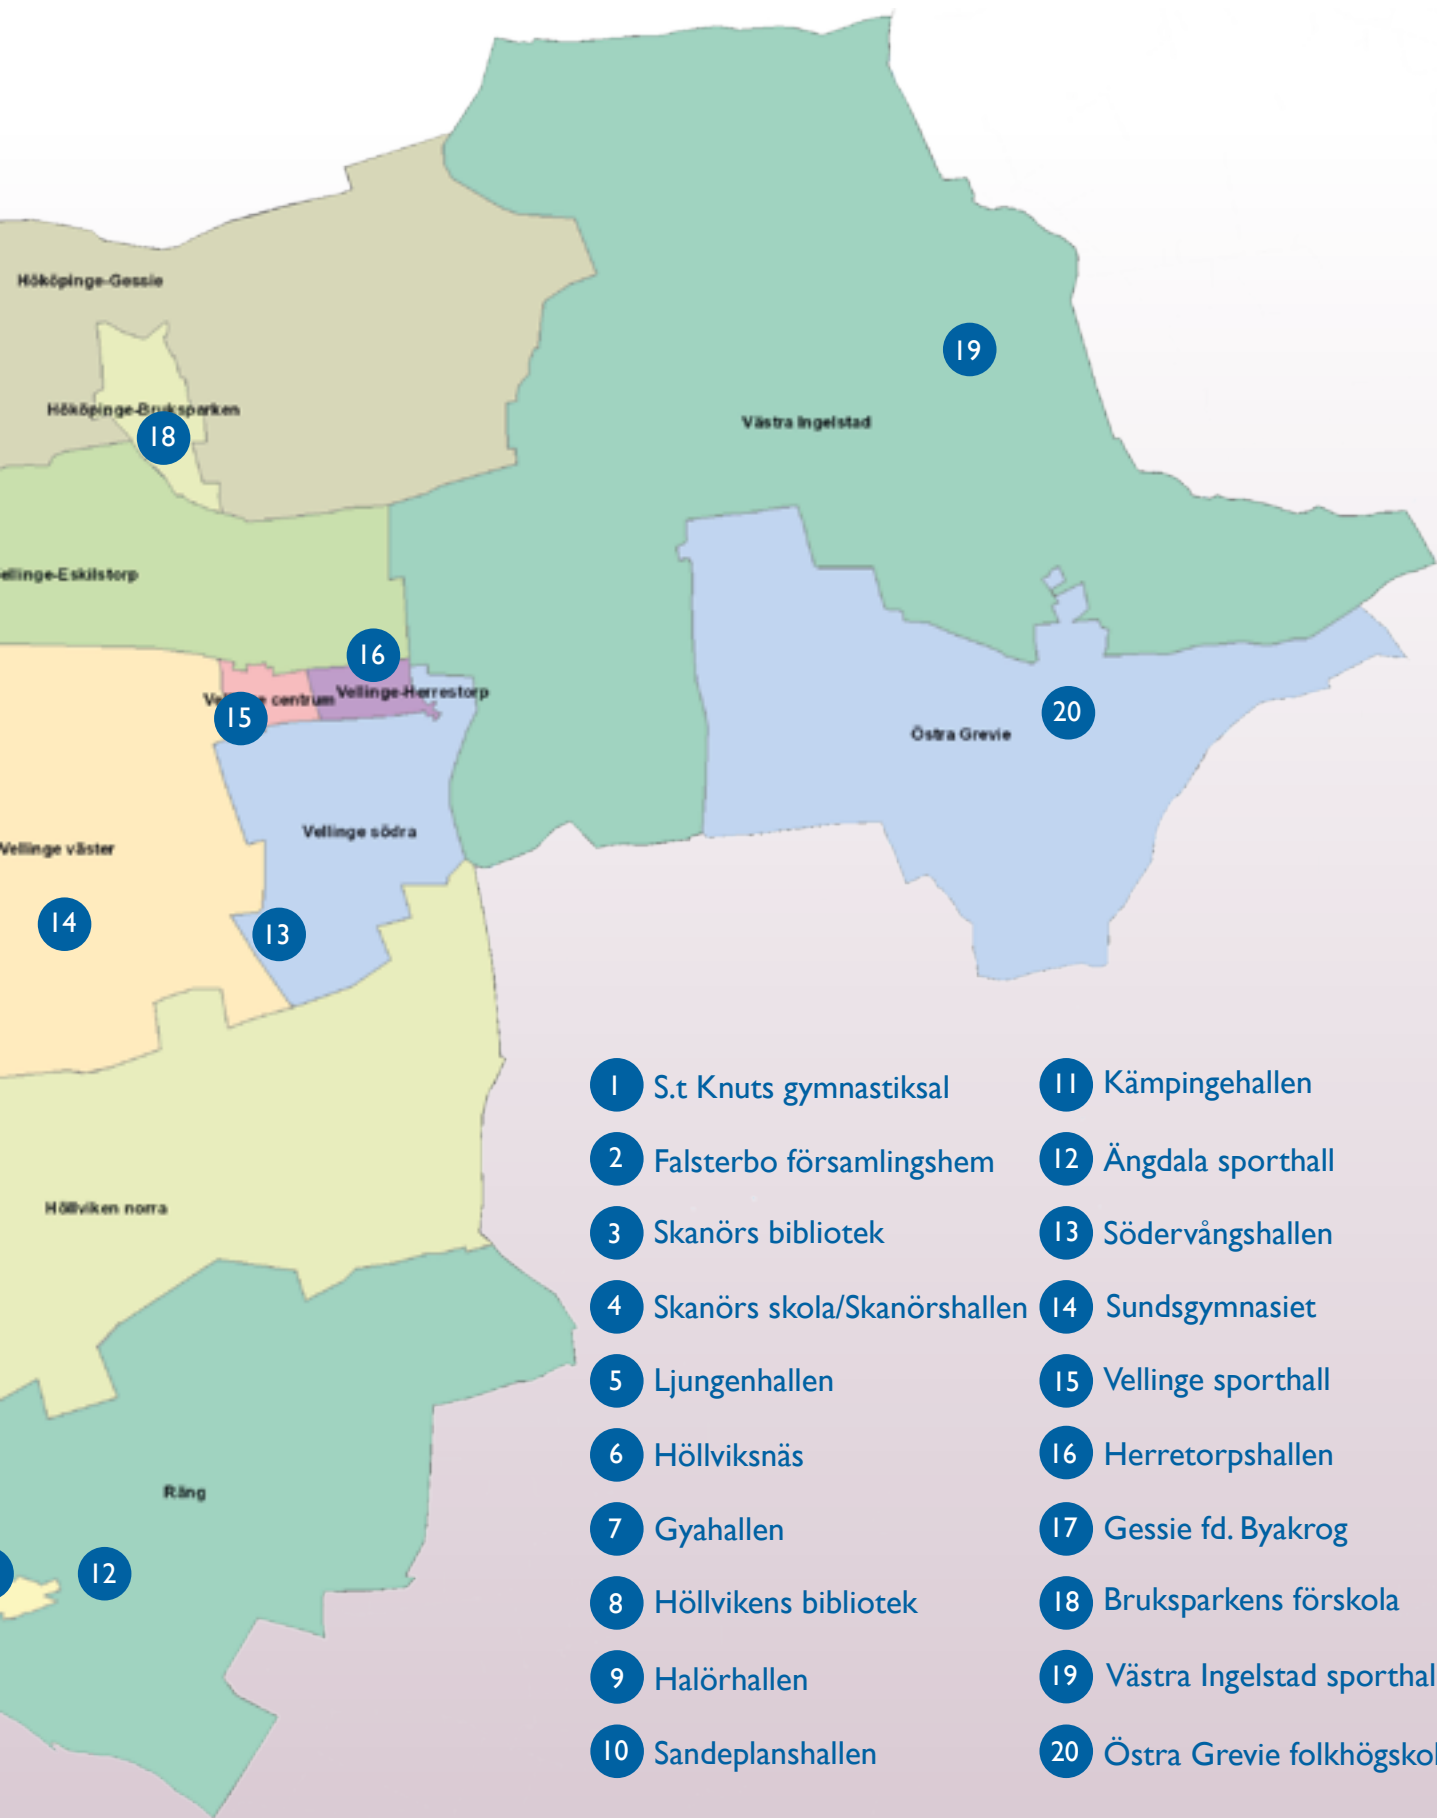 Hököpinge-Gessie
19
Hököpinge-Bruksparken
18
Västra Ingelstad
ellinge-Eskilstorp
16
Vellinge-Herrestorp
centrum
15
20
Östra Grevie
Vellinge södra
Vellinge väster
14
13
Höllviken norra
Räng
12
1 S.t Knuts gymnastiksal
2 Falsterbo församlingshem
3 Skanörs bibliotek
4 Skanörs skola/Skanörshallen
5 Ljungenhallen
6 Höllviksnäs
7 Gyahallen
8 Höllvikens bibliotek
9 Halörhallen
10 Sandeplanshallen
11 Kämpingehallen
12 Ängdala sporthall
13 Södervångshallen
14 Sundsgymnasiet
15 Vellinge sporthall
16 Herretorpshallen
17 Gessie fd. Byakrog
18 Bruksparkens förskola
19 Västra Ingelstad sporthal
20 Östra Grevie folkhögskol